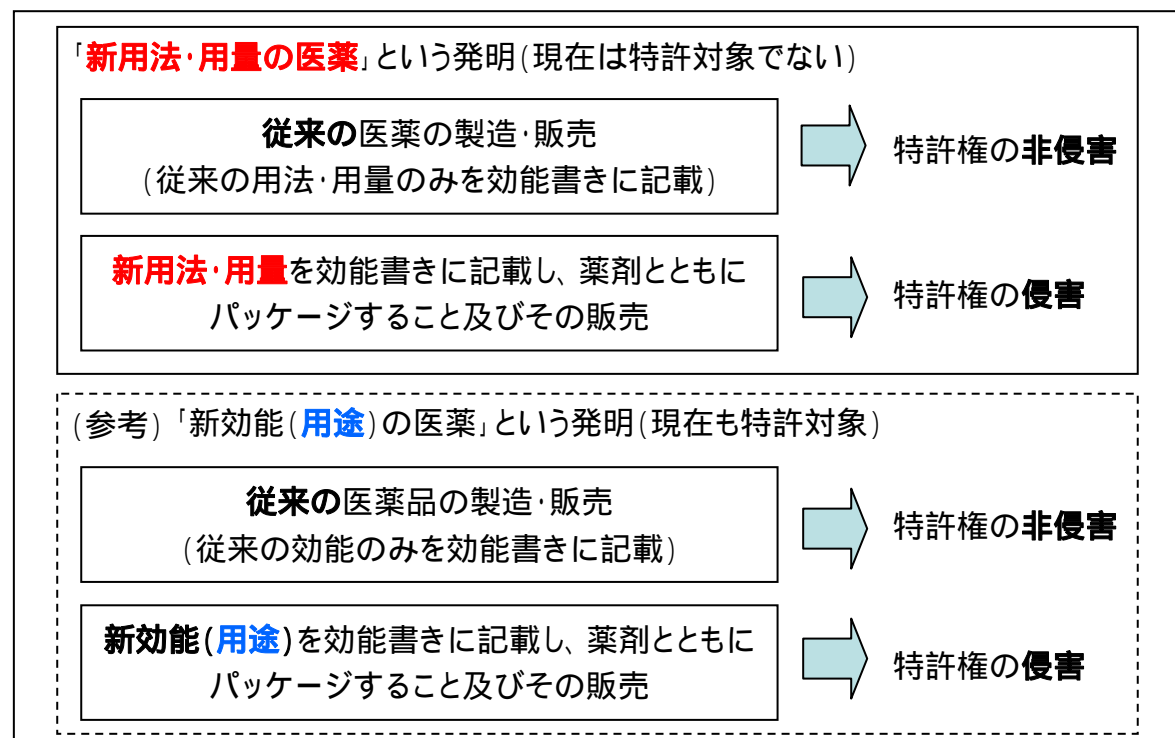 「新用法・用量の医薬」という発明(現在は特許対象でない)
従来の医薬の製造・販売
(従来の用法・用量のみを効能書きに記載)
特許権の非侵害
新用法・用量を効能書きに記載し、薬剤とともに
パッケージすること及びその販売
特許権の侵害
(参考)「新効能(用途)の医薬」という発明(現在も特許対象)
従来の医薬品の製造・販売
(従来の効能のみを効能書きに記載)
特許権の非侵害
新効能(用途)を効能書きに記載し、薬剤とともに
パッケージすること及びその販売
特許権の侵害